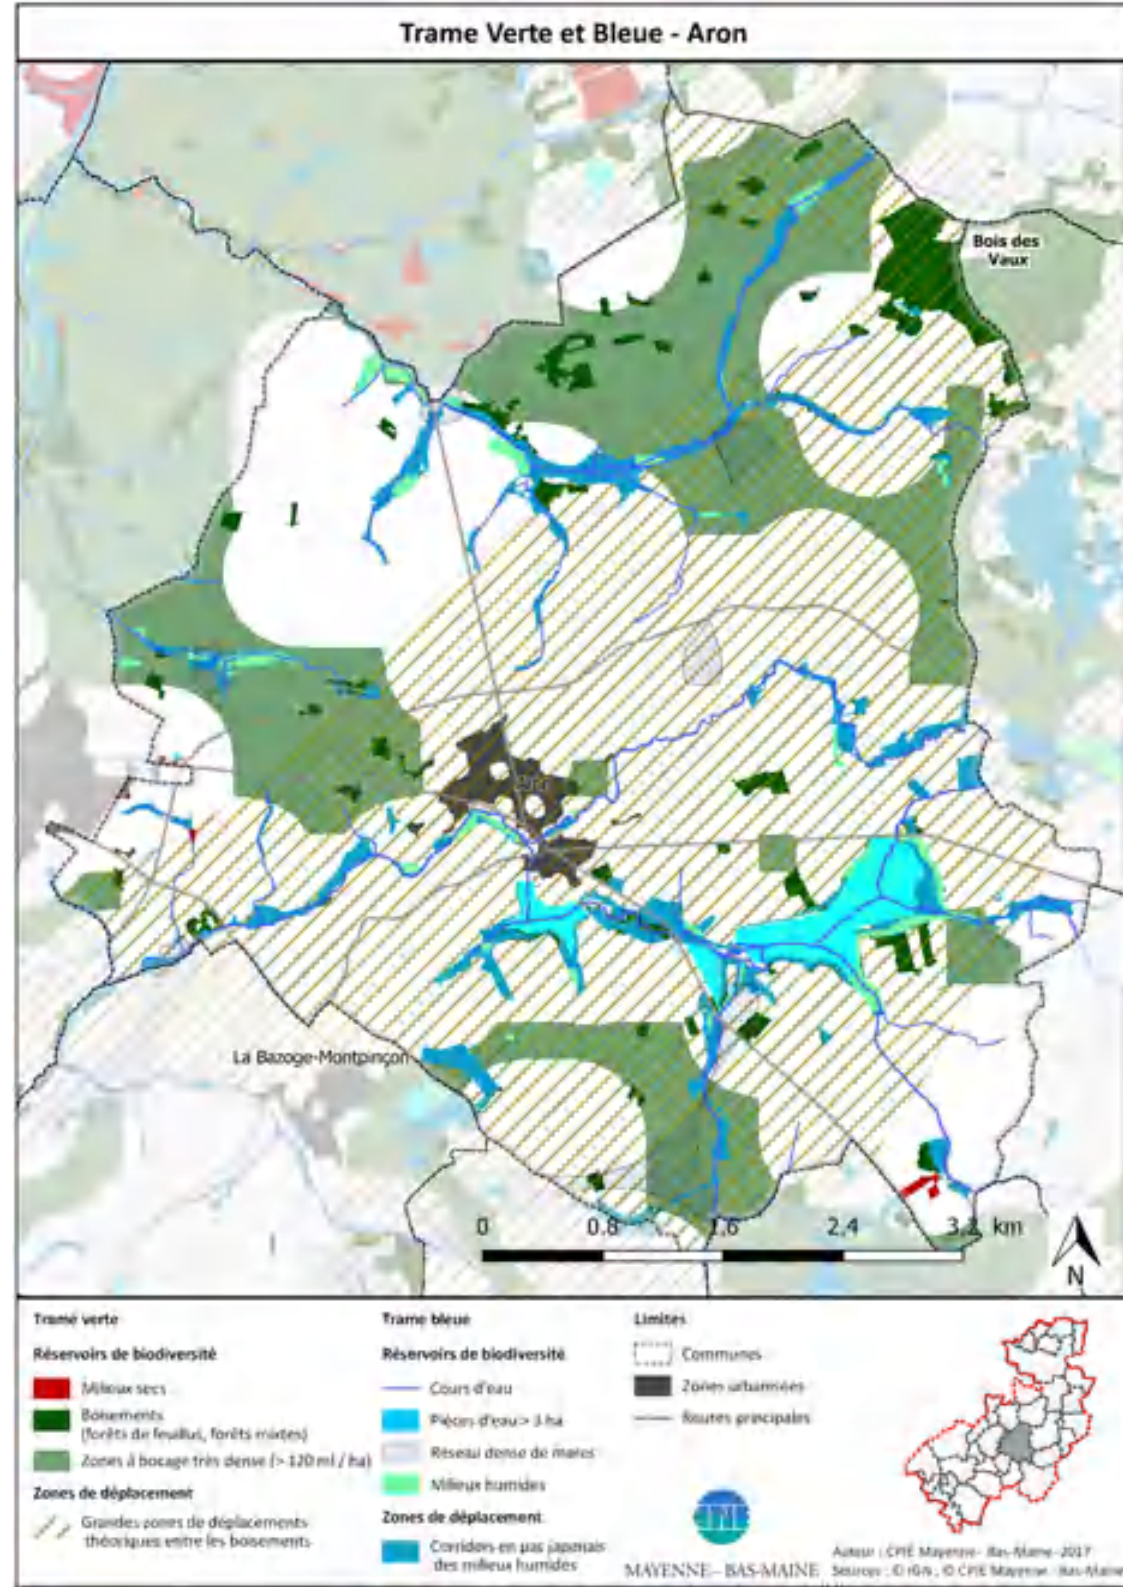 Trame Verte et Bleue - Aron
Bois des
Vaux
La Bazoge-Montpinçon
0 0.8 1.6 2.4 3.2 km
N
Trame verte
Réservoirs de biodiversité
Milieux secs
Boisements
(forêts de feuillus, forêts mixtes)
Zones à bocage très dense (> 120 ml / ha)
Zones de déplacement
Grandes zones de déplacements
théoriques entre les boisements
Trame bleue
Réservoirs de biodiversité
Cours d'eau
Pièces d'eau > 3 ha
Réseau dense de mares
Milieux humides
Zones de déplacement
Corridors en pas japonais
des milieux humides
Limites
Communes
Zones urbanisées
Routes principales
MAYENNE - BAS-MAINE
Auteur : CPIE Mayenne - Bas-Maine - 2017
Sources : © IGN, © CPIE Mayenne - Bas-Maine